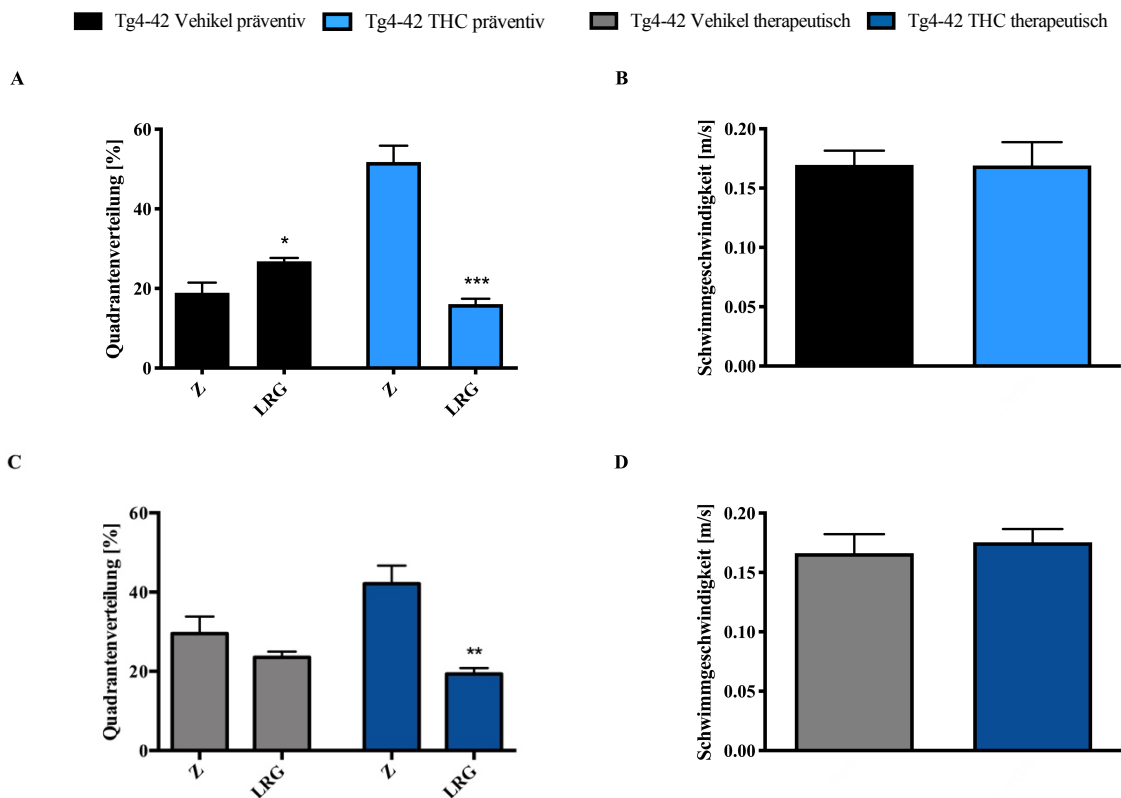 Tg4-42 Vehikel präventiv
Tg4-42 THC präventiv
Tg4-42 Vehikel therapeutisch
Tg4-42 THC therapeutisch
A
Quadrantenverteilung [%]
60
40
20
0
*
***
Z
LRG
Z
LRG
B
Schwimmgeschwindigkeit [m/s]
0.20
0.15
0.10
0.05
0.00
C
Quadrantenverteilung [%]
60
40
20
0
**
Z
LRG
Z
LRG
D
Schwimmgeschwindigkeit [m/s]
0.20
0.15
0.10
0.05
0.00